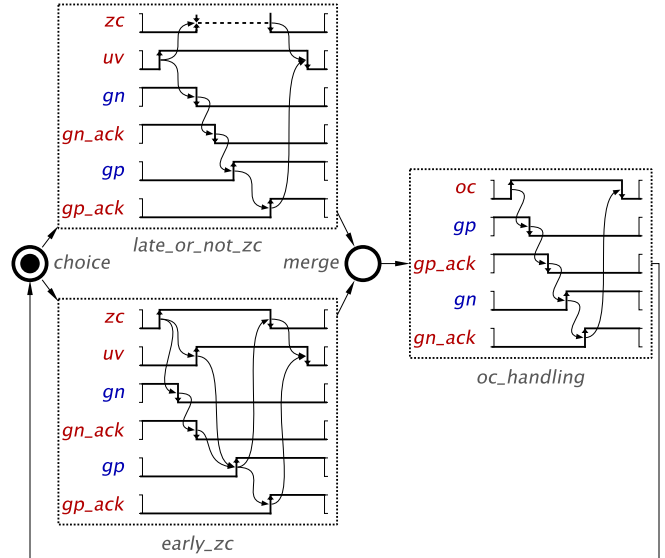 zc
uv
gn
gn_ack
gp
gp_ack
late_or_not_zc
choice
merge
zc
uv
gn
gn_ack
gp
gp_ack
early_zc
oc
gp
gp_ack
gn
gn_ack
oc_handling